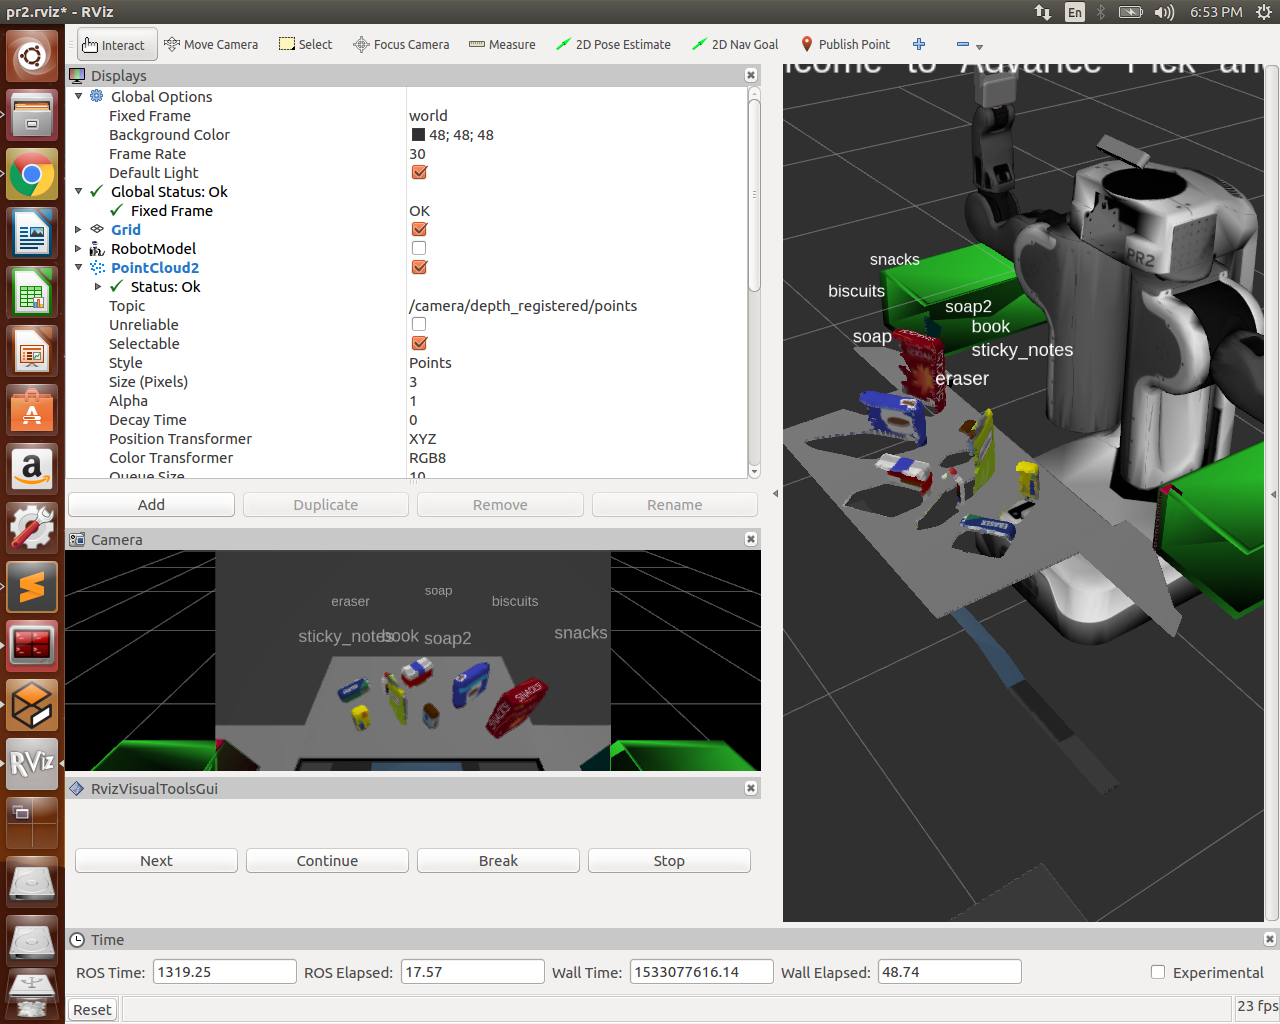 pr2.rviz* - RViz
En
6:53 PM
Interact
Move Camera
Select
Focus Camera
Measure
2D Pose Estimate
2D Nav Goal
Publish Point
Displays
Global Options
Fixed Frame world
Background Color 48; 48; 48
Frame Rate 30
Default Light
Global Status: Ok
Fixed Frame OK
Grid
RobotModel
PointCloud2
Status: Ok
Topic /camera/depth_registered/points
Unreliable
Selectable
Style Points
Size (Pixels) 3
Alpha 1
Decay Time 0
Position Transformer XYZ
Color Transformer RGB8
Queue Size 10
Add
Duplicate
Remove
Rename
Camera
eraser
soap
biscuits
sticky_notes
book
soap2
snacks
SNACKS
SNACKS
RvizVisualToolsGui
Next
Continue
Break
Stop
to Advance Pick
PR2
snacks
biscuits
soap2
book
soap
sticky_notes
eraser
ERASER
RViz
Time
ROS Time: 1319.25
ROS Elapsed: 17.57
Wall Time: 1533077616.14
Wall Elapsed: 48.74
Experimental
Reset
23 fps